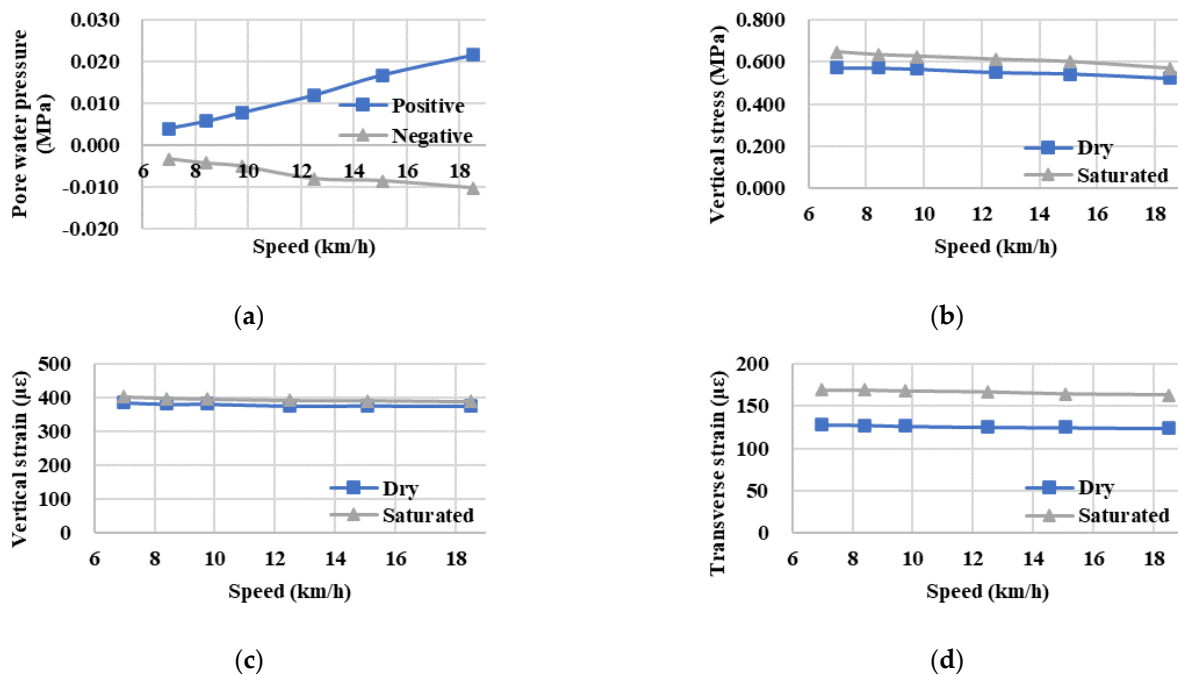 0.030
0.020
0.010
0.000
-0.010
-0.020
Pore water pressure
(MPa)
Positive
Negative
6 8 10 12 14 16 18
Speed (km/h)
(a)
0.800
0.600
0.400
0.200
0.000
Vertical stress (MPa)
Dry
Saturated
6 8 10 12 14 16 18
Speed (km/h)
(b)
500
400
300
200
100
0
Vertical strain (με)
Dry
Saturated
6 8 10 12 14 16 18
Speed (km/h)
(c)
200
150
100
50
0
Transverse strain (με)
Dry
Saturated
6 8 10 12 14 16 18
Speed (km/h)
(d)